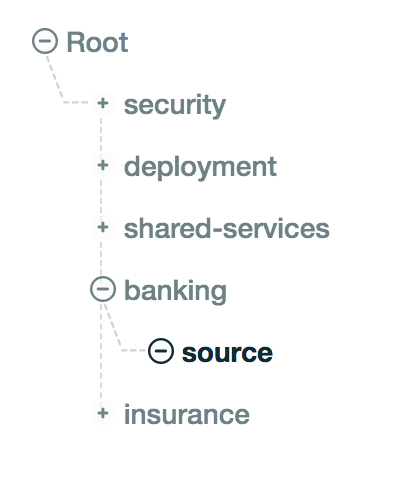 Root
security
deployment
shared-services
banking
source
insurance